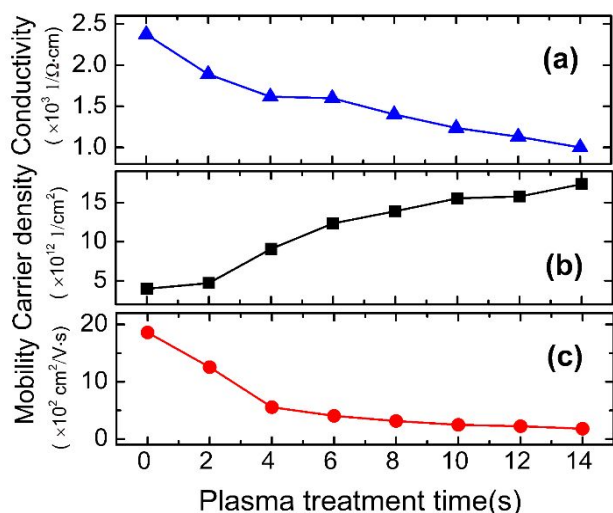 Conductivity
( ×10³ 1/Ω·cm)
2.5
2.0
1.5
1.0
(a)
Carrier density
( ×10¹² 1/cm²)
15
10
5
(b)
Mobility
(×10² cm²/V·s)
20
10
0
(c)
0 2 4 6 8 10 12 14
Plasma treatment time(s)